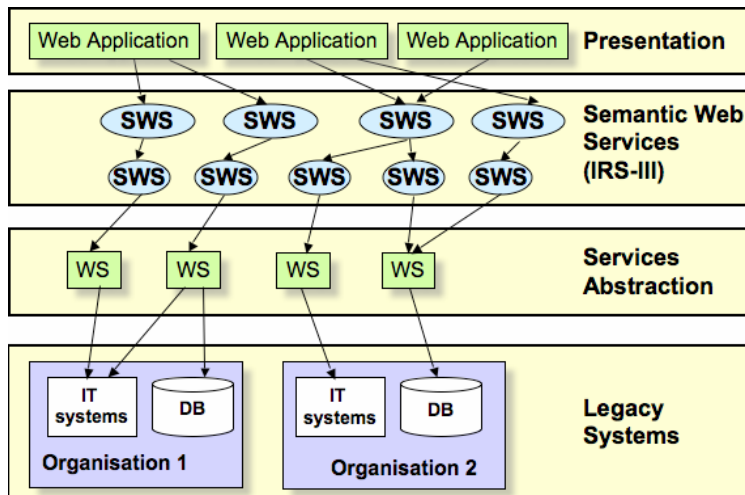 Web Application
Web Application
Web Application
Presentation
SWS
SWS
SWS
SWS
SWS
SWS
SWS
SWS
SWS
Semantic Web
Services
(IRS-III)
WS
WS
WS
WS
Services
Abstraction
IT
systems
DB
Organisation 1
IT
systems
DB
Organisation 2
Legacy
Systems